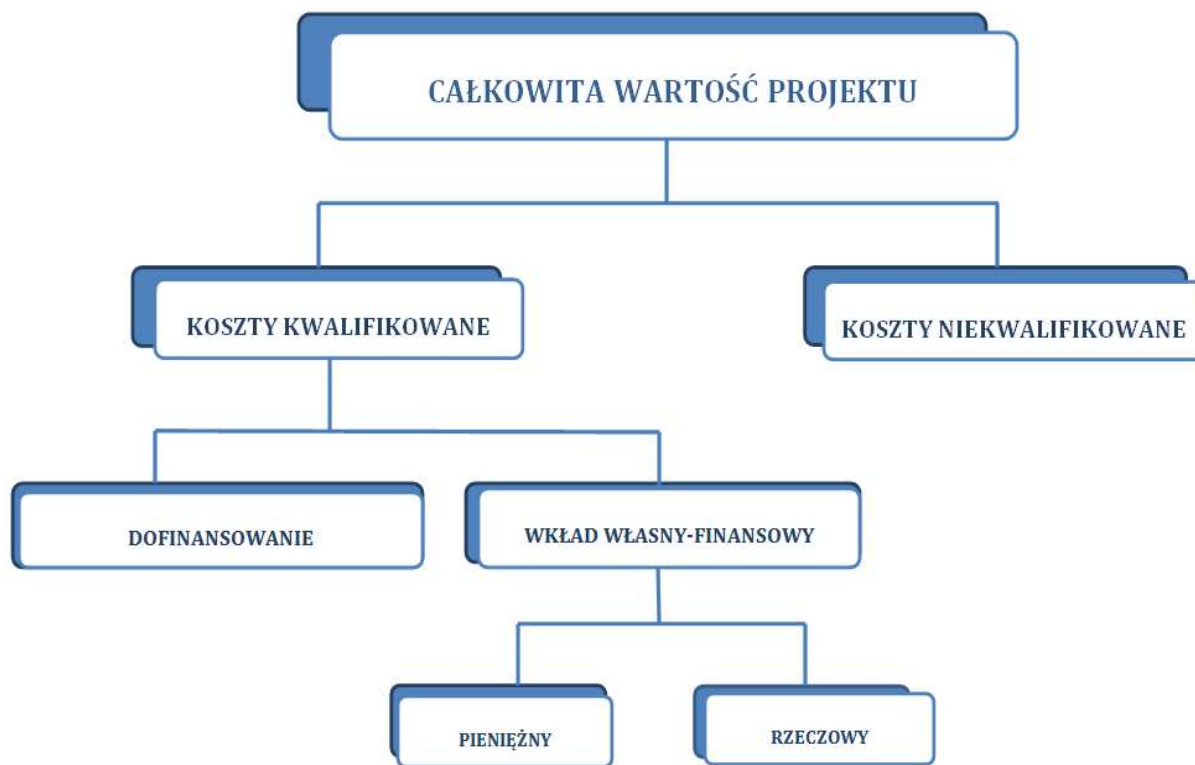 CAŁKOWITA WARTOŚĆ PROJEKTU
KOSZTY KWALIFIKOWANE
KOSZTY NIEKWALIFIKOWANE
DOFINANSOWANIE
WKŁAD WŁASNY-FINANSOWY
PIENIĘŻNY
RZECZOWY